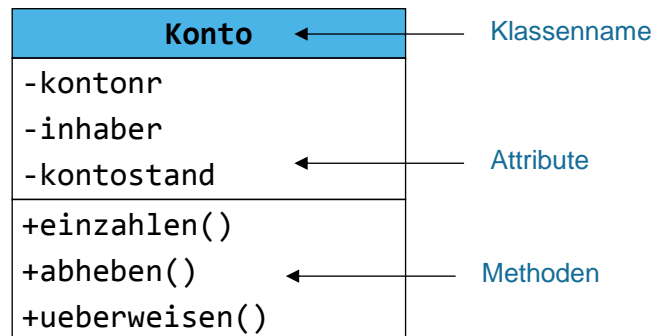 Konto
Klassenname
-kontonr
-inhaber
-kontostand
Attribute
+einzahlen()
+abheben()
Methoden
+ueberweisen()